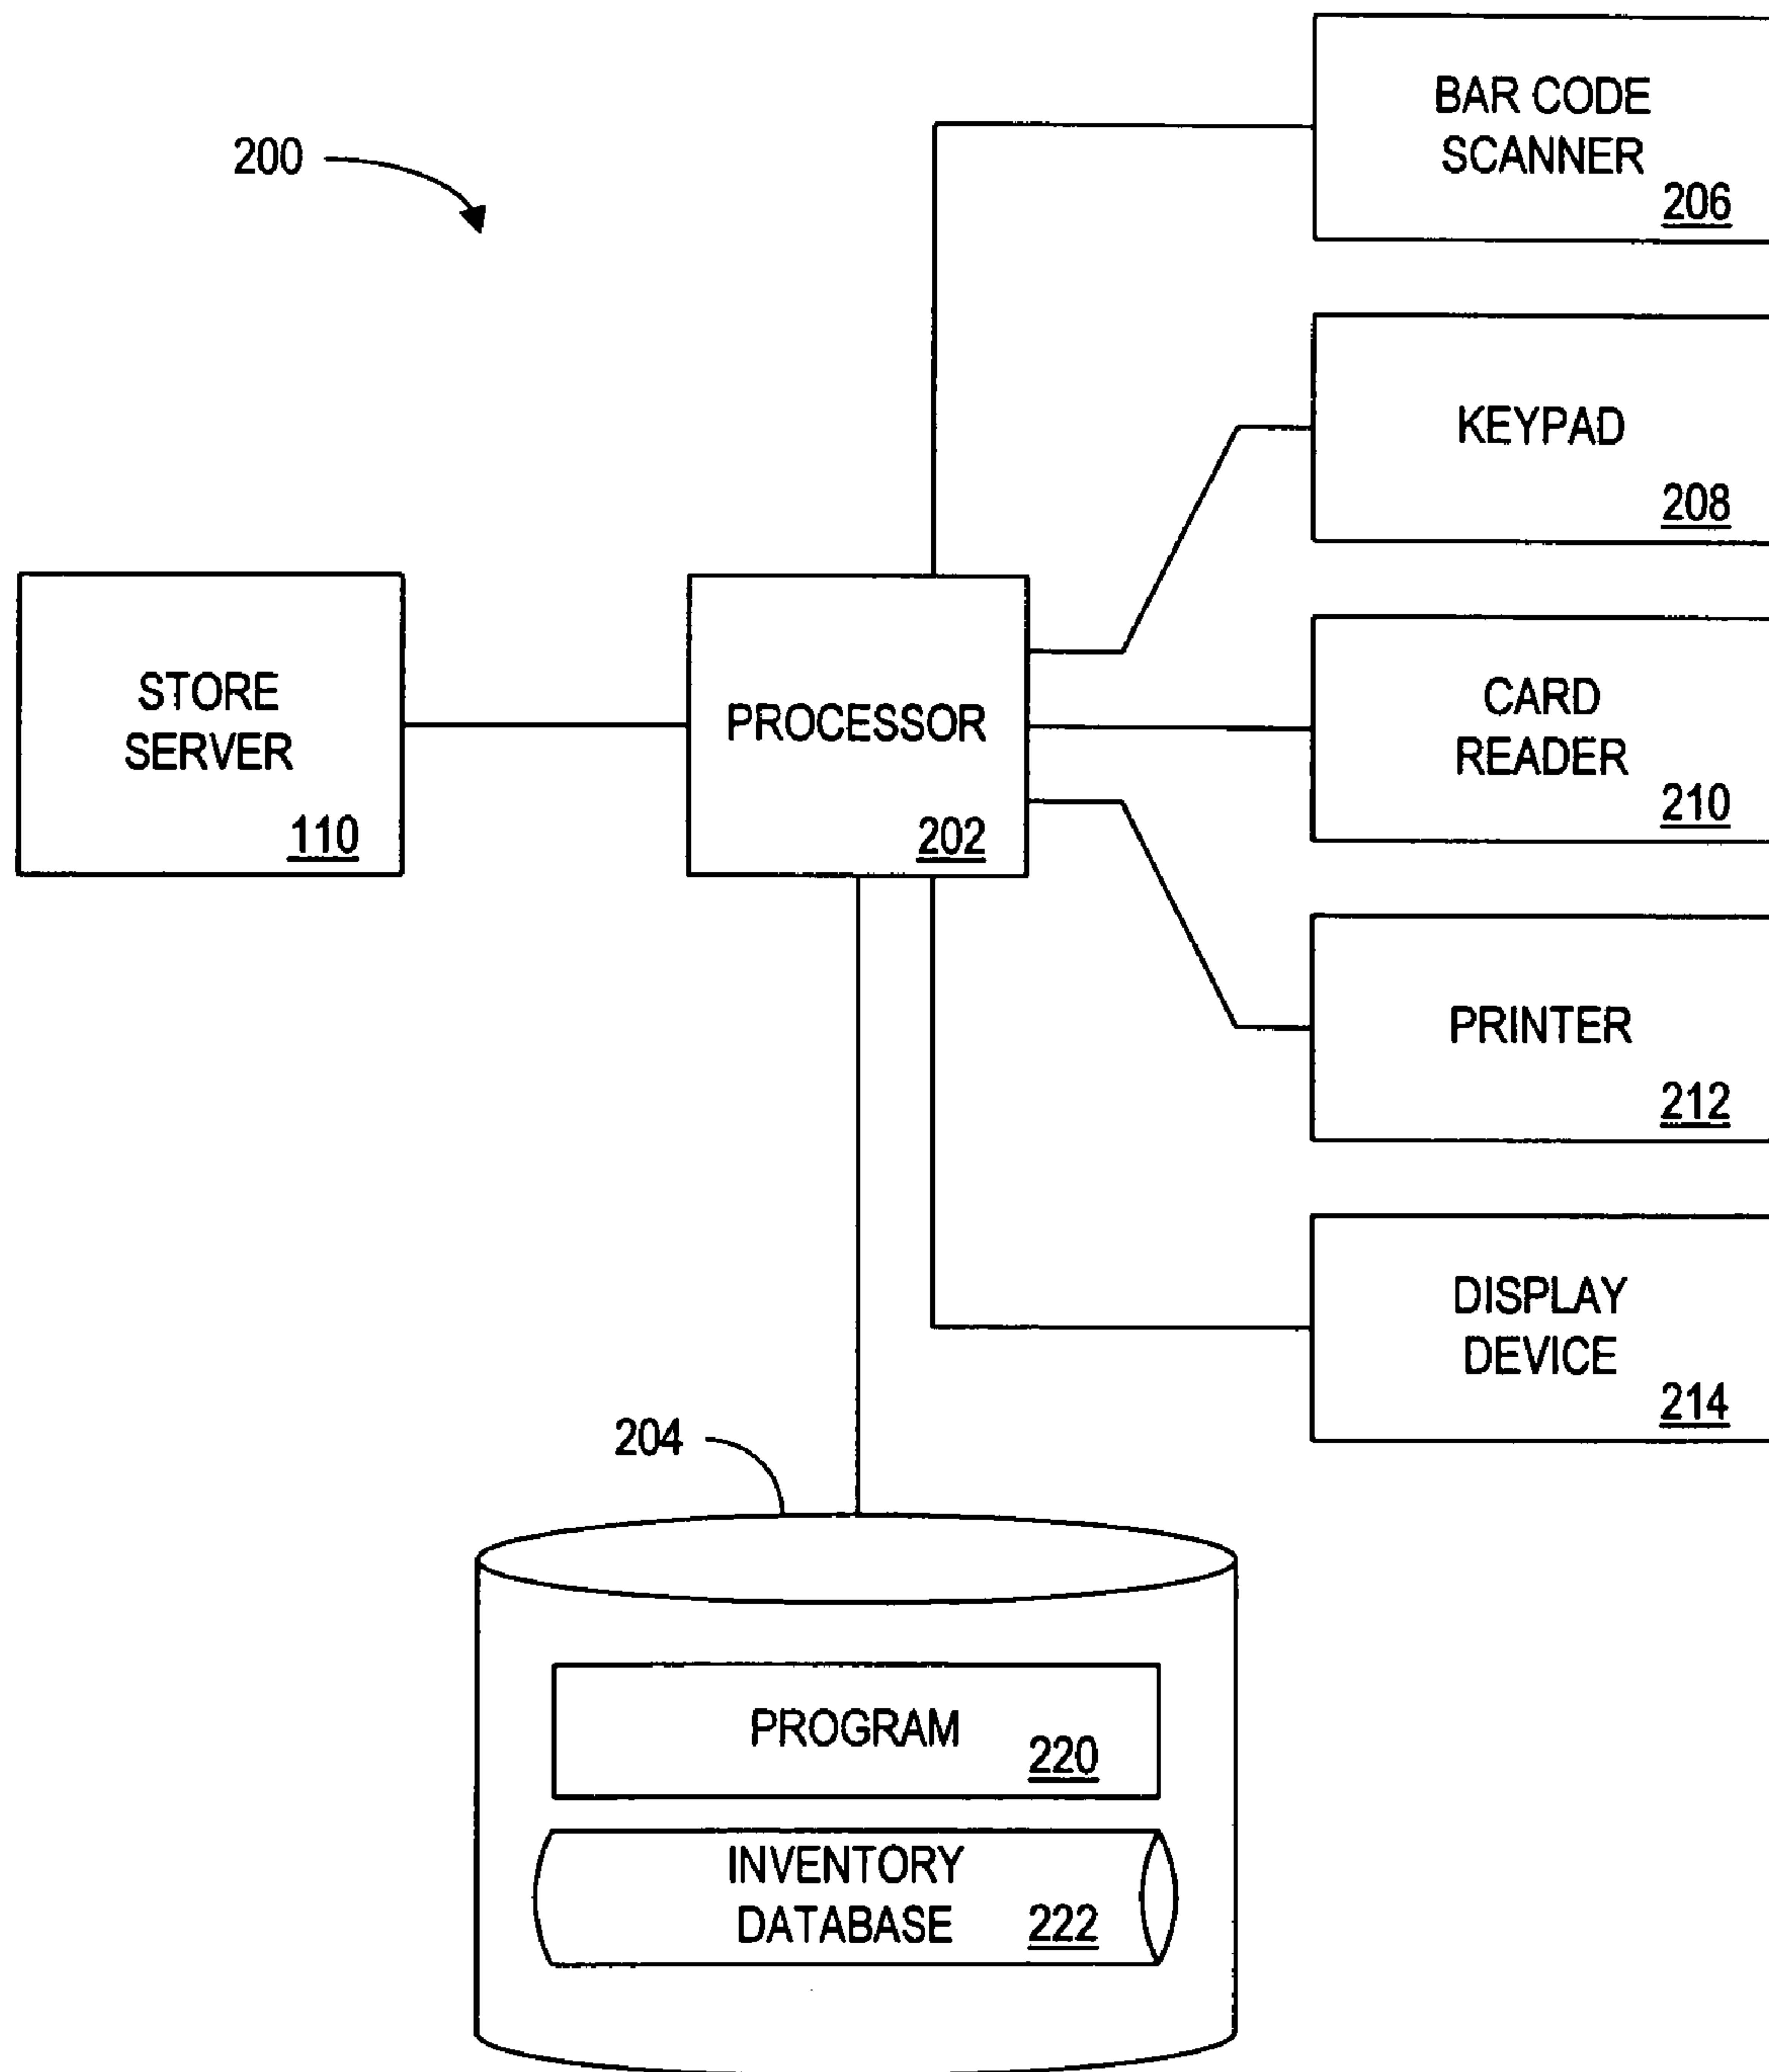 200
BAR CODE
SCANNER
206
KEYPAD
208
STORE
SERVER
110
PROCESSOR
202
CARD
READER
210
PRINTER
212
DISPLAY
DEVICE
214
204
PROGRAM
220
INVENTORY
DATABASE
222